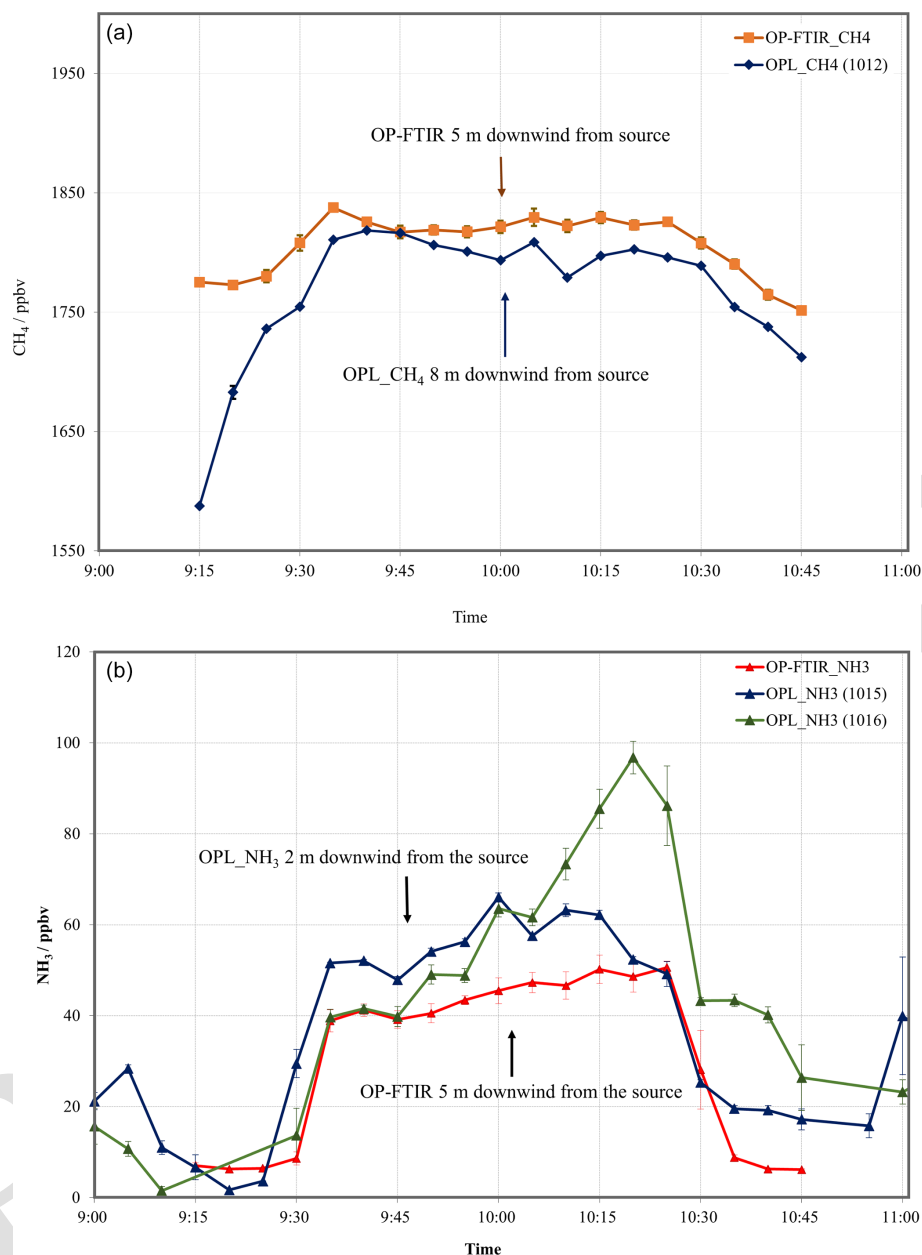 (a)
OP-FTIR_CH4
OPL_CH4 (1012)
1950
OP-FTIR 5 m downwind from source
1850
CH4 / ppbv
1750
OPL_CH4 8 m downwind from source
1650
1550
9:00 9:15 9:30 9:45 10:00 10:15 10:30 10:45 11:00
Time
(b)
120
OP-FTIR_NH3
OPL_NH3 (1015)
OPL_NH3 (1016)
100
80
OPL_NH3 2 m downwind from the source
60
NH3 / ppbv
40
OP-FTIR 5 m downwind from the source
20
0
9:00 9:15 9:30 9:45 10:00 10:15 10:30 10:45 11:00
Time